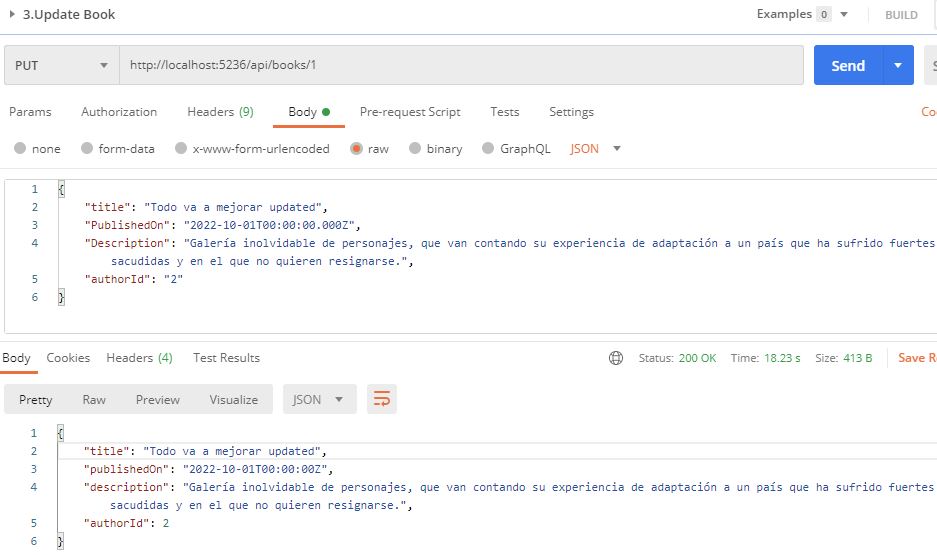 3.Update Book Examples 0 BUILD
PUT http://localhost:5236/api/books/1 Send
Params Authorization Headers (9) Body Pre-request Script Tests Settings Co
none form-data x-www-form-urlencoded raw binary GraphQL JSON
1 {
2 "title": "Todo va a mejorar updated",
3 "PublishedOn": "2022-10-01T00:00:00.000Z",
4 "Description": "Galería inolvidable de personajes, que van contando su experiencia de adaptación a un país que ha sufrido fuertes
sacudidas y en el que no quieren resignarse.",
5 "authorId": "2"
6 }
Body Cookies Headers (4) Test Results Status: 200 OK Time: 18.23 s Size: 413 B Save R
Pretty Raw Preview Visualize JSON
1 {
2 "title": "Todo va a mejorar updated",
3 "publishedOn": "2022-10-01T00:00:00Z",
4 "description": "Galería inolvidable de personajes, que van contando su experiencia de adaptación a un país que ha sufrido fuertes
sacudidas y en el que no quieren resignarse.",
5 "authorId": 2
6 }